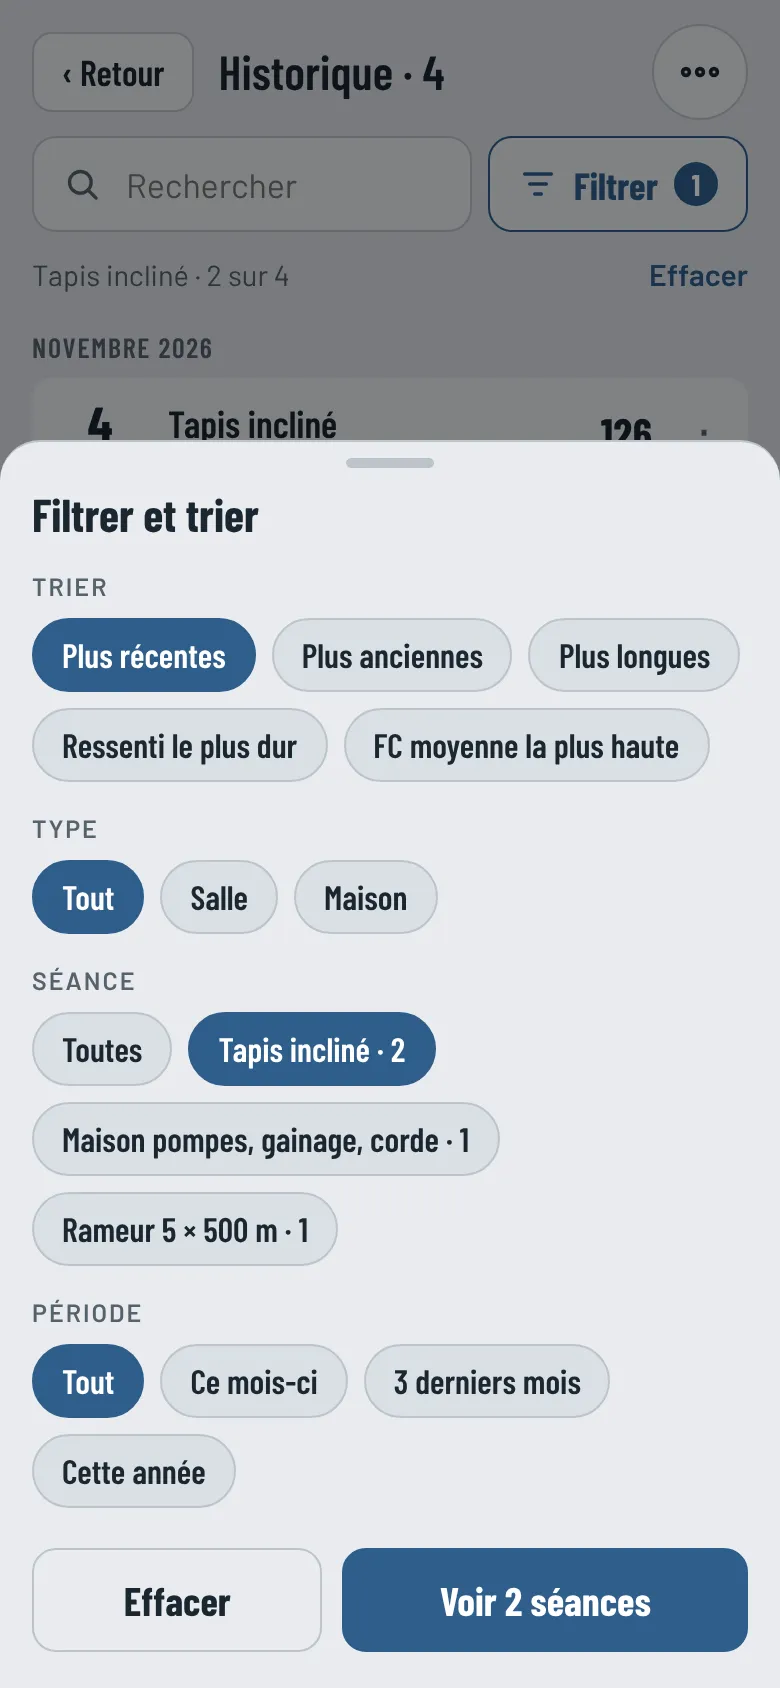 ‹ Retour
Historique · 4
Rechercher
Filtrer 1
Tapis incliné · 2 sur 4
Effacer
NOVEMBRE 2026
4 Tapis incliné 126
Filtrer et trier
TRIER
Plus récentes
Plus anciennes
Plus longues
Ressenti le plus dur
FC moyenne la plus haute
TYPE
Tout
Salle
Maison
SÉANCE
Toutes
Tapis incliné · 2
Maison pompes, gainage, corde · 1
Rameur 5 × 500 m · 1
PÉRIODE
Tout
Ce mois-ci
3 derniers mois
Cette année
Effacer
Voir 2 séances